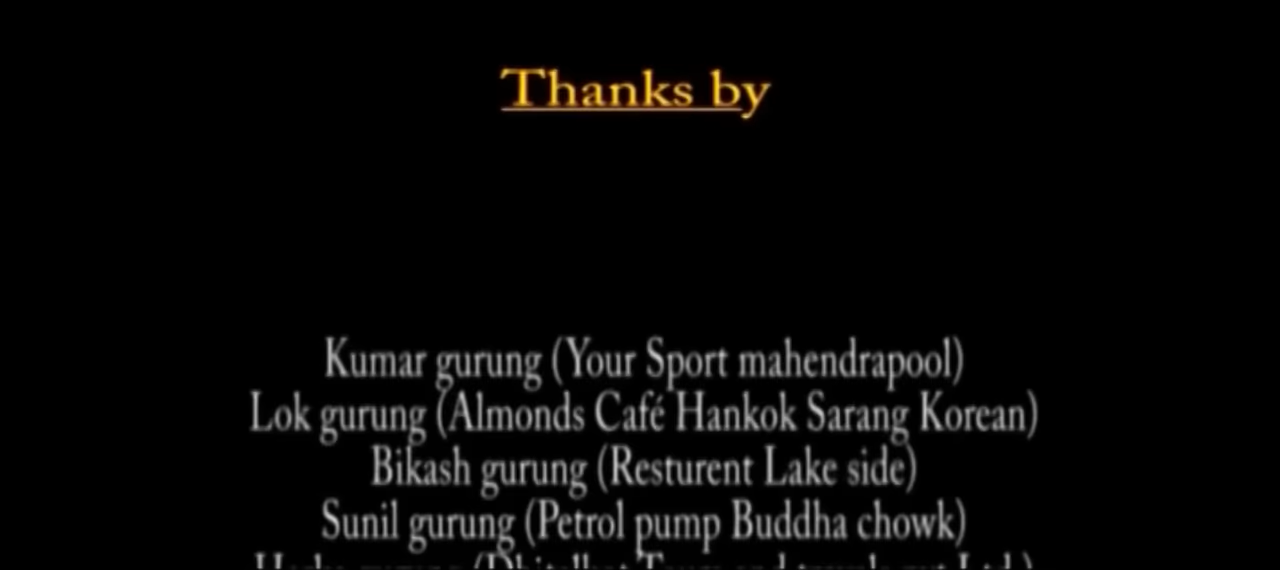 Thanks by
Kumar gurung (Your Sport mahendrapool)
Lok gurung (Almonds Café Hankok Sarang Korean)
Bikash gurung (Resturent Lake side)
Sunil gurung (Petrol pump Buddha chowk)